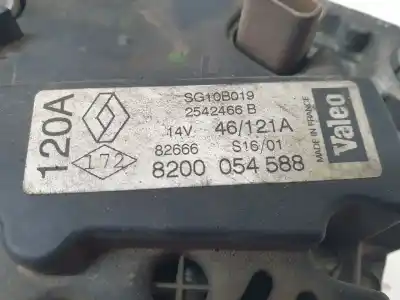 120A
172
SG10B019
2542466 B
14V 46/121A
82666 S16/01
8200 054 588
MADE IN FRANCE
Valeo